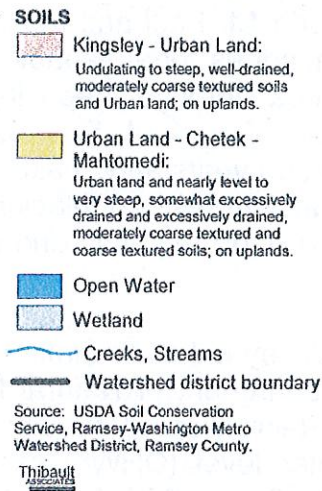 SOILS
Kingsley - Urban Land:
Undulating to steep, well-drained,
moderately coarse textured soils
and Urban land; on uplands.
Urban Land - Chetek -
Mahtomedi:
Urban land and nearly level to
very steep, somewhat excessively
drained and excessively drained,
moderately coarse textured and
coarse textured soils; on uplands.
Open Water
Wetland
Creeks, Streams
Watershed district boundary
Source: USDA Soil Conservation
Service, Ramsey-Washington Metro
Watershed District, Ramsey County.
Thibault
ASSOCIATES